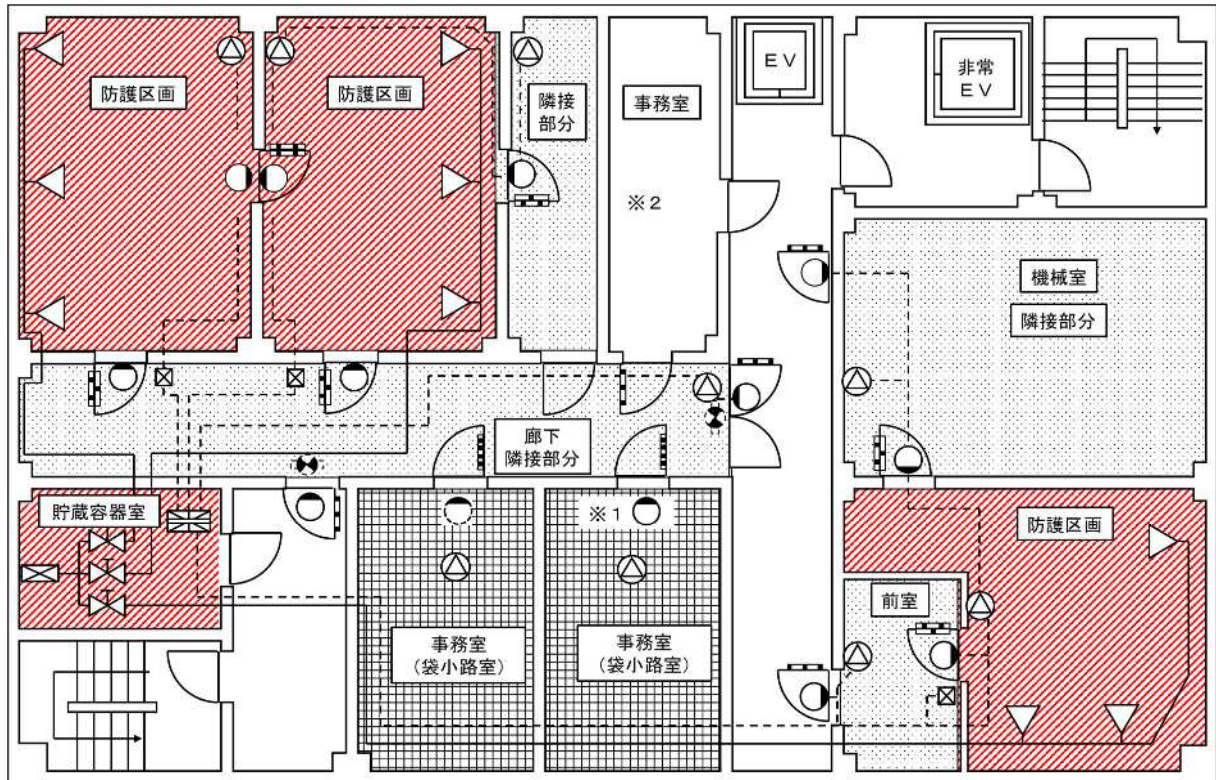 防護区画
防護区画
隣接
部分
事務室
※2
EV
非常
EV
機械室
隣接部分
廊下
隣接部分
貯蔵容器室
※1
事務室
(袋小路室)
事務室
(袋小路室)
前室
防護区画